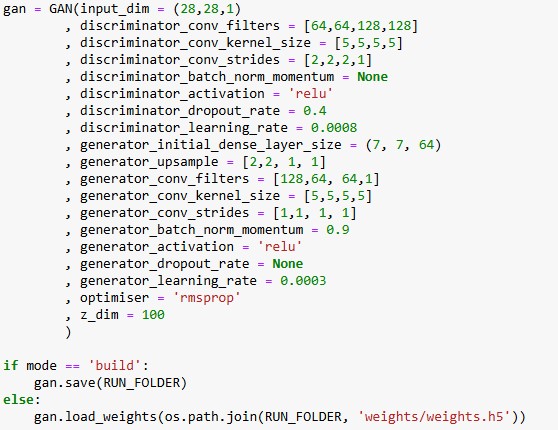 gan = GAN(input_dim = (28,28,1)
        , discriminator_conv_filters = [64,64,128,128]
        , discriminator_conv_kernel_size = [5,5,5,5]
        , discriminator_conv_strides = [2,2,2,1]
        , discriminator_batch_norm_momentum = None
        , discriminator_activation = 'relu'
        , discriminator_dropout_rate = 0.4
        , discriminator_learning_rate = 0.0008
        , generator_initial_dense_layer_size = (7, 7, 64)
        , generator_upsample = [2,2, 1, 1]
        , generator_conv_filters = [128,64, 64,1]
        , generator_conv_kernel_size = [5,5,5,5]
        , generator_conv_strides = [1,1, 1, 1]
        , generator_batch_norm_momentum = 0.9
        , generator_activation = 'relu'
        , generator_dropout_rate = None
        , generator_learning_rate = 0.0003
        , optimiser = 'rmsprop'
        , z_dim = 100
        )

if mode == 'build':
    gan.save(RUN_FOLDER)
else:
    gan.load_weights(os.path.join(RUN_FOLDER, 'weights/weights.h5'))